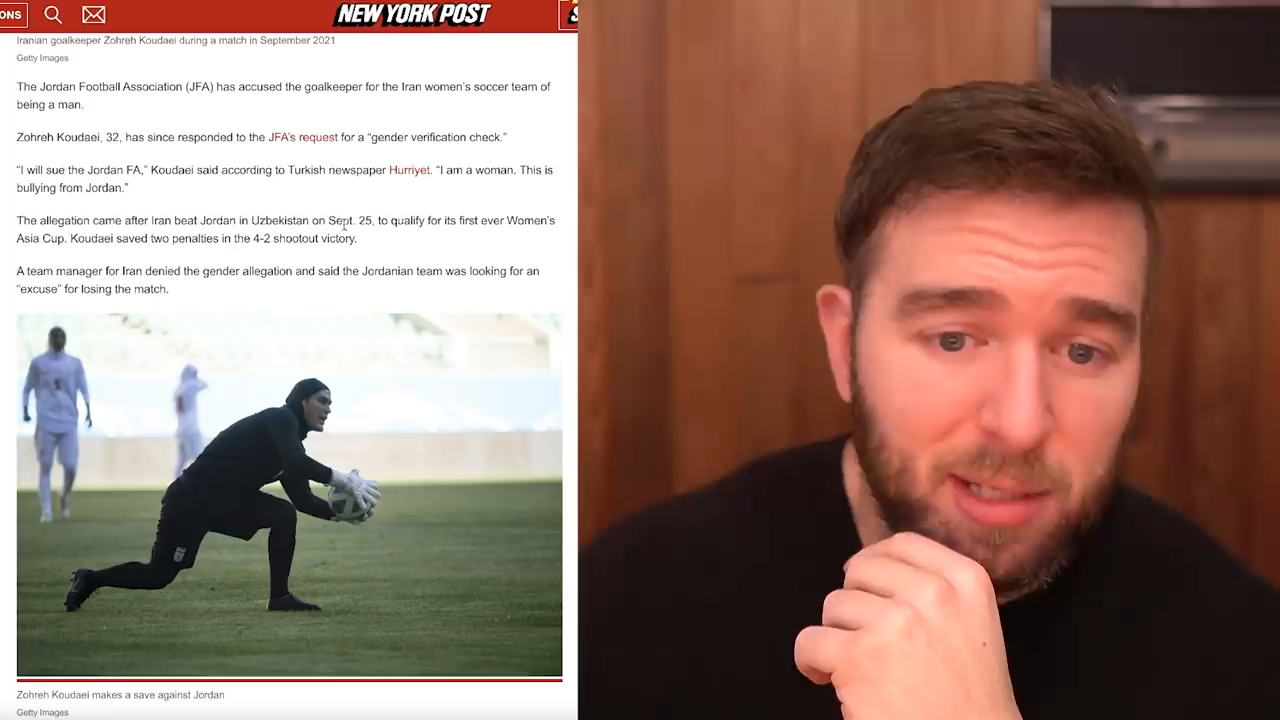 ONS
NEW YORK POST
S
Iranian goalkeeper Zohreh Koudaei during a match in September 2021
Getty Images
The Jordan Football Association (JFA) has accused the goalkeeper for the Iran women’s soccer team of
being a man.
Zohreh Koudaei, 32, has since responded to the JFA’s request for a “gender verification check.”
“I will sue the Jordan FA,” Koudaei said according to Turkish newspaper Hurriyet. “I am a woman. This is
bullying from Jordan.”
The allegation came after Iran beat Jordan in Uzbekistan on Sept. 25, to qualify for its first ever Women’s
Asia Cup. Koudaei saved two penalties in the 4-2 shootout victory.
A team manager for Iran denied the gender allegation and said the Jordanian team was looking for an
“excuse” for losing the match.
Zohreh Koudaei makes a save against Jordan
Getty Images